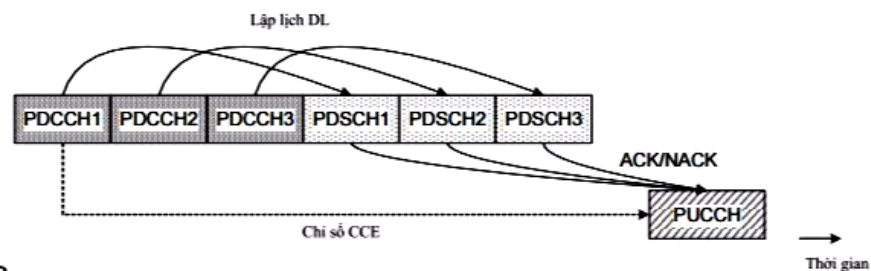 Lập lịch DL
PDCCH1 PDCCH2 PDCCH3 PDSCH1 PDSCH2 PDSCH3
ACK/NACK
PUCCH
Chỉ số CCE
Thời gian